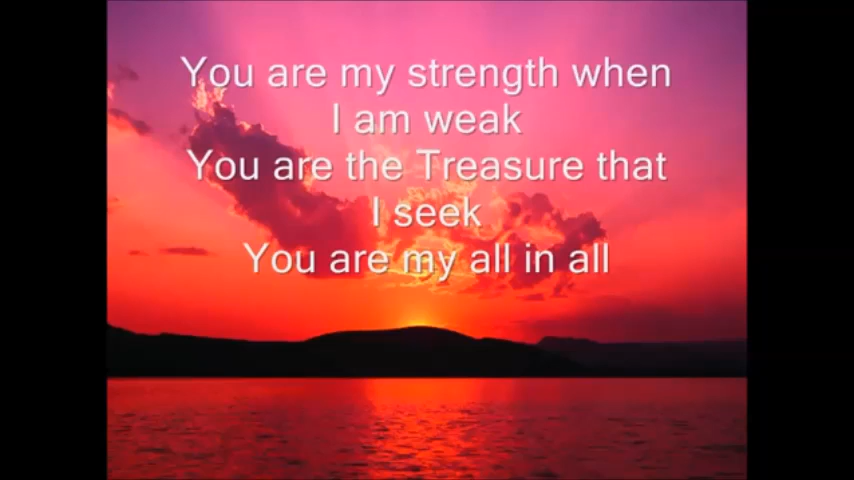 You are my strength when
I am weak
You are the Treasure that
I seek
You are my all in all